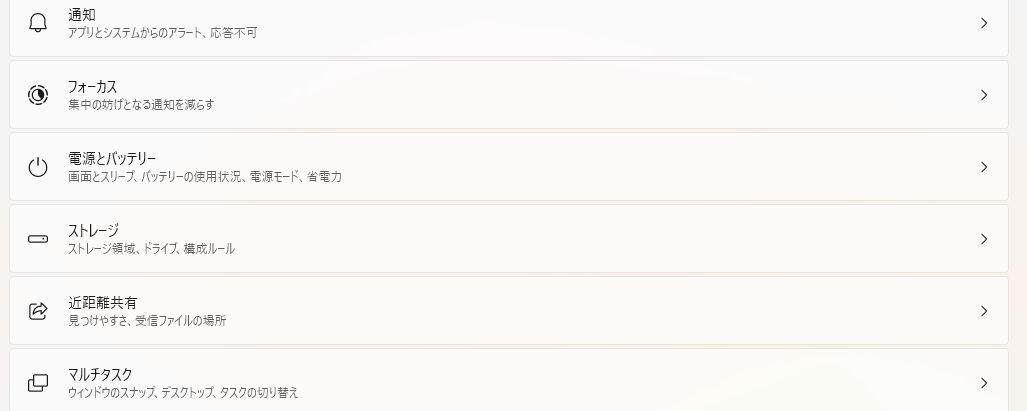 通知
アプリとシステムからのアラート、応答不可
フォーカス
集中の妨げとなる通知を減らす
電源とバッテリー
画面とスリープ、バッテリーの使用状況、電源モード、省電力
ストレージ
ストレージ領域、ドライブ、構成ルール
近距離共有
見つけやすさ、受信ファイルの場所
マルチタスク
ウィンドウのスナップ、デスクトップ、タスクの切り替え